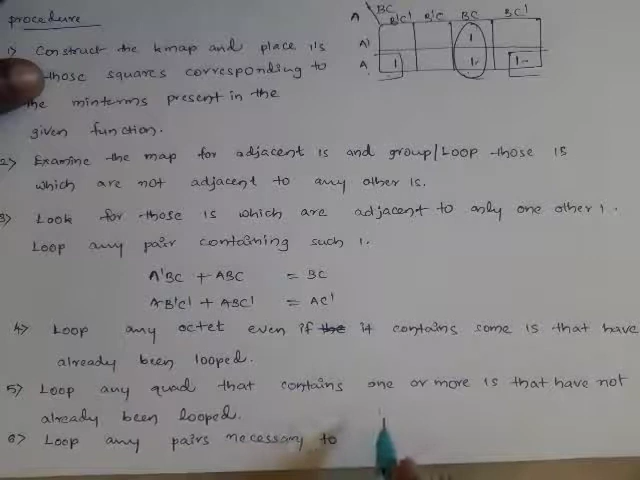 procedure
A BC B'C' B'C BC BC'
A' 1
A 1 1 1
1) Construct the kmap and place 1s
those squares corresponding to
the minterms present in the
given function.
2) Examine the map for adjacent 1s and group/Loop those 1s
which are not adjacent to any other 1s.
3) Look for those 1s which are adjacent to only one other 1.
Loop any pair containing such 1.
A'BC + ABC = BC
AB'C' + ABC' = AC'
4) Loop any octet even if it contains some 1s that have
already been looped.
5) Loop any quad that contains one or more 1s that have not
already been looped.
6) Loop any pairs necessary to